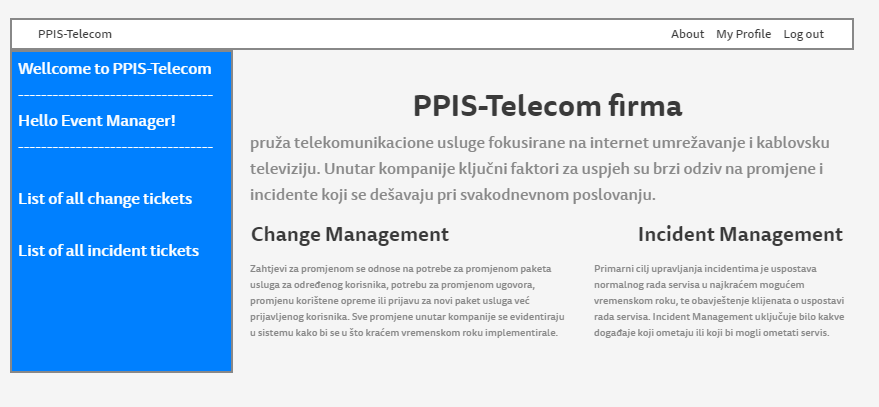 PPIS-Telecom
About My Profile Log out
Wellcome to PPIS-Telecom
----------------------------------
Hello Event Manager!
----------------------------------
List of all change tickets
List of all incident tickets
PPIS-Telecom firma
pruža telekomunikacione usluge fokusirane na internet umrežavanje i kablovsku
televiziju. Unutar kompanije ključni faktori za uspjeh su brzi odziv na promjene i
incidente koji se dešavaju pri svakodnevnom poslovanju.
Change Management
Zahtjevi za promjenom se odnose na potrebe za promjenom paketa
usluga za određenog korisnika, potrebu za promjenom ugovora,
promjenu korištene opreme ili prijavu za novi paket usluga već
prijavljenog korisnika. Sve promjene unutar kompanije se evidentiraju
u sistemu kako bi se u što kraćem vremenskom roku implementirale.
Incident Management
Primarni cilj upravljanja incidentima je uspostava
normalnog rada servisa u najkraćem mogućem
vremenskom roku, te obavještenje klijenata o uspostavi
rada servisa. Incident Management uključuje bilo kakve
događaje koji ometaju ili koji bi mogli ometati servis.